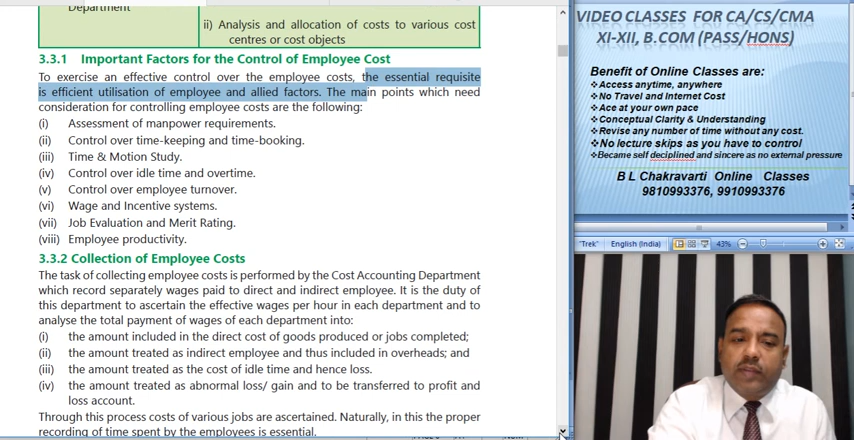 Department
ii) Analysis and allocation of costs to various cost
centres or cost objects
3.3.1 Important Factors for the Control of Employee Cost
To exercise an effective control over the employee costs, the essential requisite
is efficient utilisation of employee and allied factors. The main points which need
consideration for controlling employee costs are the following:
(i) Assessment of manpower requirements.
(ii) Control over time-keeping and time-booking.
(iii) Time & Motion Study.
(iv) Control over idle time and overtime.
(v) Control over employee turnover.
(vi) Wage and Incentive systems.
(vii) Job Evaluation and Merit Rating.
(viii) Employee productivity.
3.3.2 Collection of Employee Costs
The task of collecting employee costs is performed by the Cost Accounting Department
which record separately wages paid to direct and indirect employee. It is the duty of
this department to ascertain the effective wages per hour in each department and to
analyse the total payment of wages of each department into:
(i) the amount included in the direct cost of goods produced or jobs completed;
(ii) the amount treated as indirect employee and thus included in overheads; and
(iii) the amount treated as the cost of idle time and hence loss.
(iv) the amount treated as abnormal loss/ gain and to be transferred to profit and
loss account.
Through this process costs of various jobs are ascertained. Naturally, in this the proper
recording of time spent by the employees is essential.
VIDEO CLASSES FOR CA/CS/CMA
XI-XII, B.COM (PASS/HONS)
Benefit of Online Classes are:
❖Access anytime, anywhere
❖No Travel and Internet Cost
❖Ace at your own pace
❖Conceptual Clarity & Understanding
❖Revise any number of time without any cost.
❖No lecture skips as you have to control
❖Became self deciplined and sincere as no external pressure
B L Chakravarti Online Classes
9810993376, 9910993376
"Trek" English (India) 43%